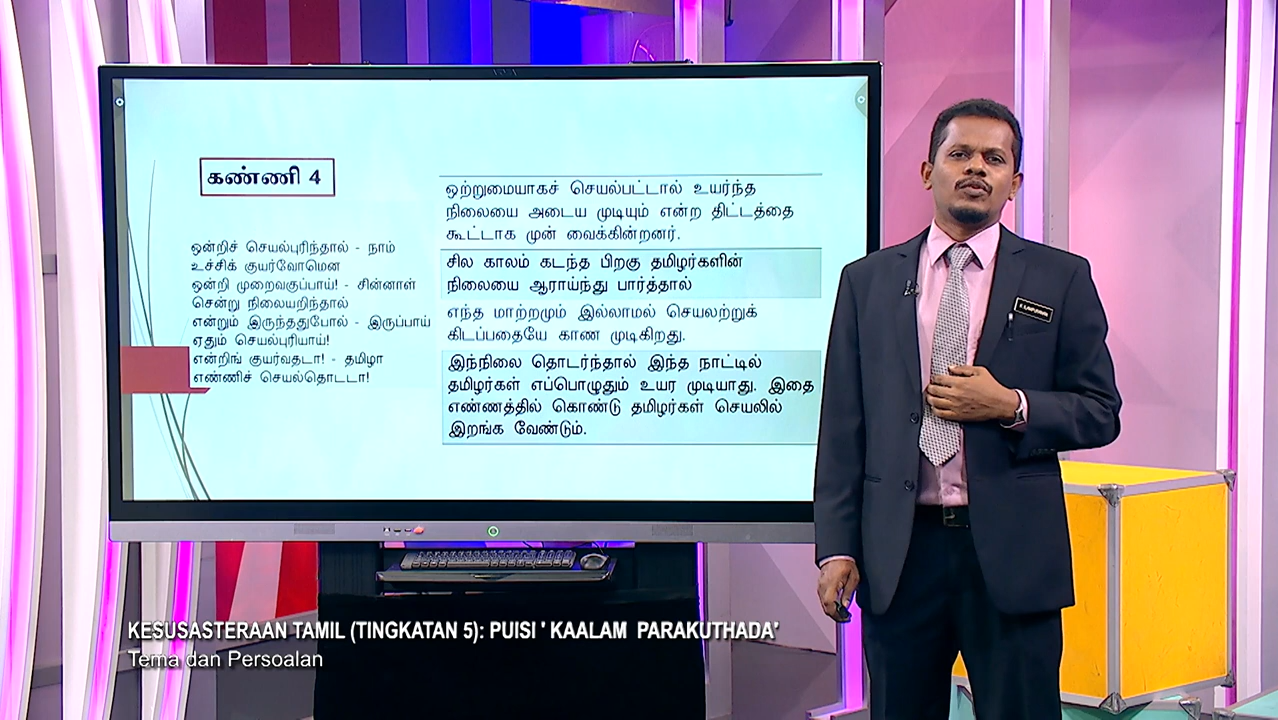 கண்ணி 4
ஒன்றிச் செயல்புரிந்தால் - நாம்
உச்சிக் குயர்வோமென
ஒன்றி முறைவகுப்பாய்! - சின்னாள்
சென்று நிலையறிந்தால்
என்றும் இருந்ததுபோல் - இருப்பாய்
ஏதும் செயல்புரியாய்!
என்றிங் குயர்வதடா! - தமிழா
எண்ணிச் செயல்தொடடா!
ஒற்றுமையாகச் செயல்பட்டால் உயர்ந்த
நிலையை அடைய முடியும் என்ற திட்டத்தை
கூட்டாக முன் வைக்கின்றனர்.
சில காலம் கடந்த பிறகு தமிழர்களின்
நிலையை ஆராய்ந்து பார்த்தால்
எந்த மாற்றமும் இல்லாமல் செயலற்றுக்
கிடப்பதையே காண முடிகிறது.
இந்நிலை தொடர்ந்தால் இந்த நாட்டில்
தமிழர்கள் எப்பொழுதும் உயர முடியாது. இதை
எண்ணத்தில் கொண்டு தமிழர்கள் செயலில்
இறங்க வேண்டும்.
KESUSASTERAAN TAMIL (TINGKATAN 5): PUISI ' KAALAM PARAKUTHADA'
Tema dan Persoalan